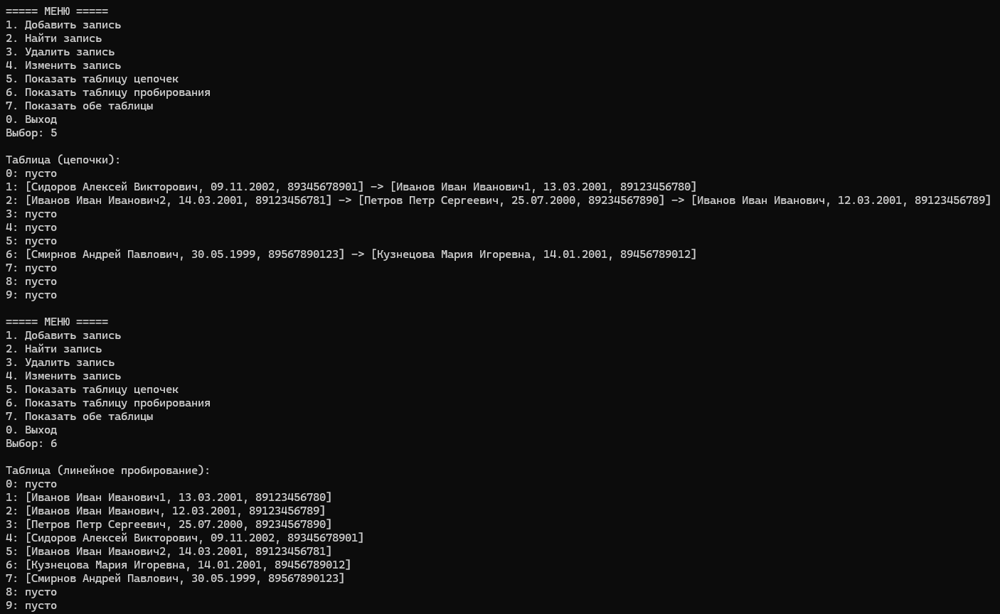 ===== МЕНЮ =====
1. Добавить запись
2. Найти запись
3. Удалить запись
4. Изменить запись
5. Показать таблицу цепочек
6. Показать таблицу пробирования
7. Показать обе таблицы
0. Выход
Выбор: 5
Таблица (цепочки):
0: пусто
1: [Сидоров Алексей Викторович, 09.11.2002, 89345678901] -> [Иванов Иван Иванович1, 13.03.2001, 89123456780]
2: [Иванов Иван Иванович2, 14.03.2001, 89123456781] -> [Петров Петр Сергеевич, 25.07.2000, 89234567890] -> [Иванов Иван Иванович, 12.03.2001, 89123456789]
3: пусто
4: пусто
5: пусто
6: [Смирнов Андрей Павлович, 30.05.1999, 89567890123] -> [Кузнецова Мария Игоревна, 14.01.2001, 89456789012]
7: пусто
8: пусто
9: пусто
===== МЕНЮ =====
1. Добавить запись
2. Найти запись
3. Удалить запись
4. Изменить запись
5. Показать таблицу цепочек
6. Показать таблицу пробирования
7. Показать обе таблицы
0. Выход
Выбор: 6
Таблица (линейное пробирование):
0: пусто
1: [Иванов Иван Иванович1, 13.03.2001, 89123456780]
2: [Иванов Иван Иванович, 12.03.2001, 89123456789]
3: [Петров Петр Сергеевич, 25.07.2000, 89234567890]
4: [Сидоров Алексей Викторович, 09.11.2002, 89345678901]
5: [Иванов Иван Иванович2, 14.03.2001, 89123456781]
6: [Кузнецова Мария Игоревна, 14.01.2001, 89456789012]
7: [Смирнов Андрей Павлович, 30.05.1999, 89567890123]
8: пусто
9: пусто